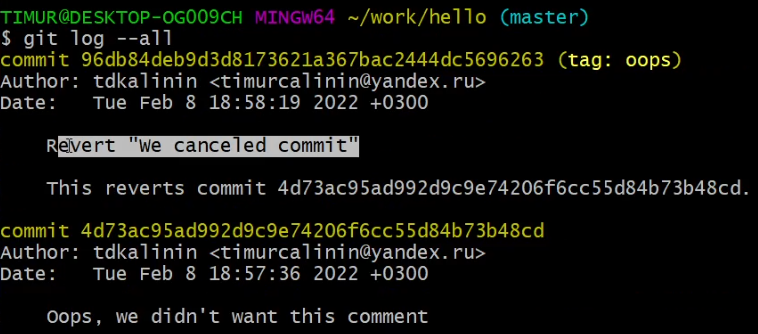 TIMUR@DESKTOP-OG0O9CH MINGW64 ~/work/hello (master)
$ git log --all
commit 96db84deb9d3d8173621a367bac2444dc5696263 (tag: oops)
Author: tdkalinin <timurcalinin@yandex.ru>
Date:   Tue Feb 8 18:58:19 2022 +0300
Revert "We canceled commit"
This reverts commit 4d73ac95ad992d9c9e74206f6cc55d84b73b48cd.
commit 4d73ac95ad992d9c9e74206f6cc55d84b73b48cd
Author: tdkalinin <timurcalinin@yandex.ru>
Date:   Tue Feb 8 18:57:36 2022 +0300
Oops, we didn't want this comment